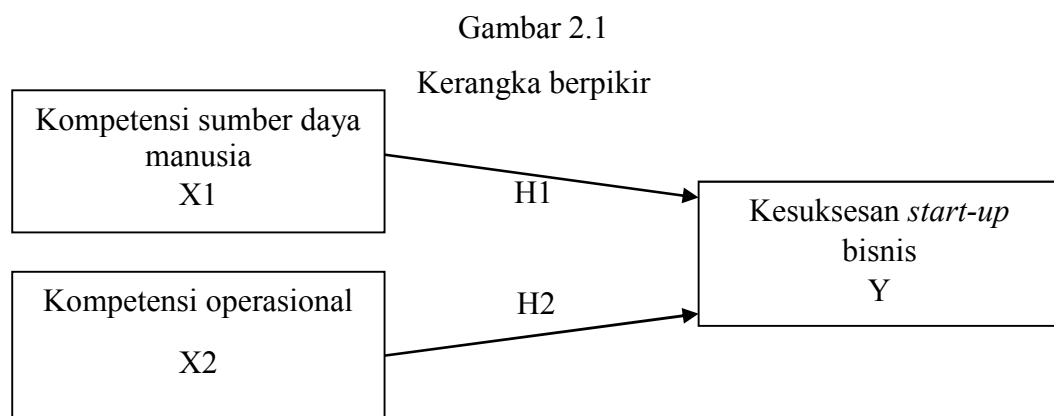 Gambar 2.1
Kerangka berpikir
Kompetensi sumber daya
manusia
X1
H1
Kompetensi operasional
X2
H2
Kesuksesan start-up
bisnis
Y